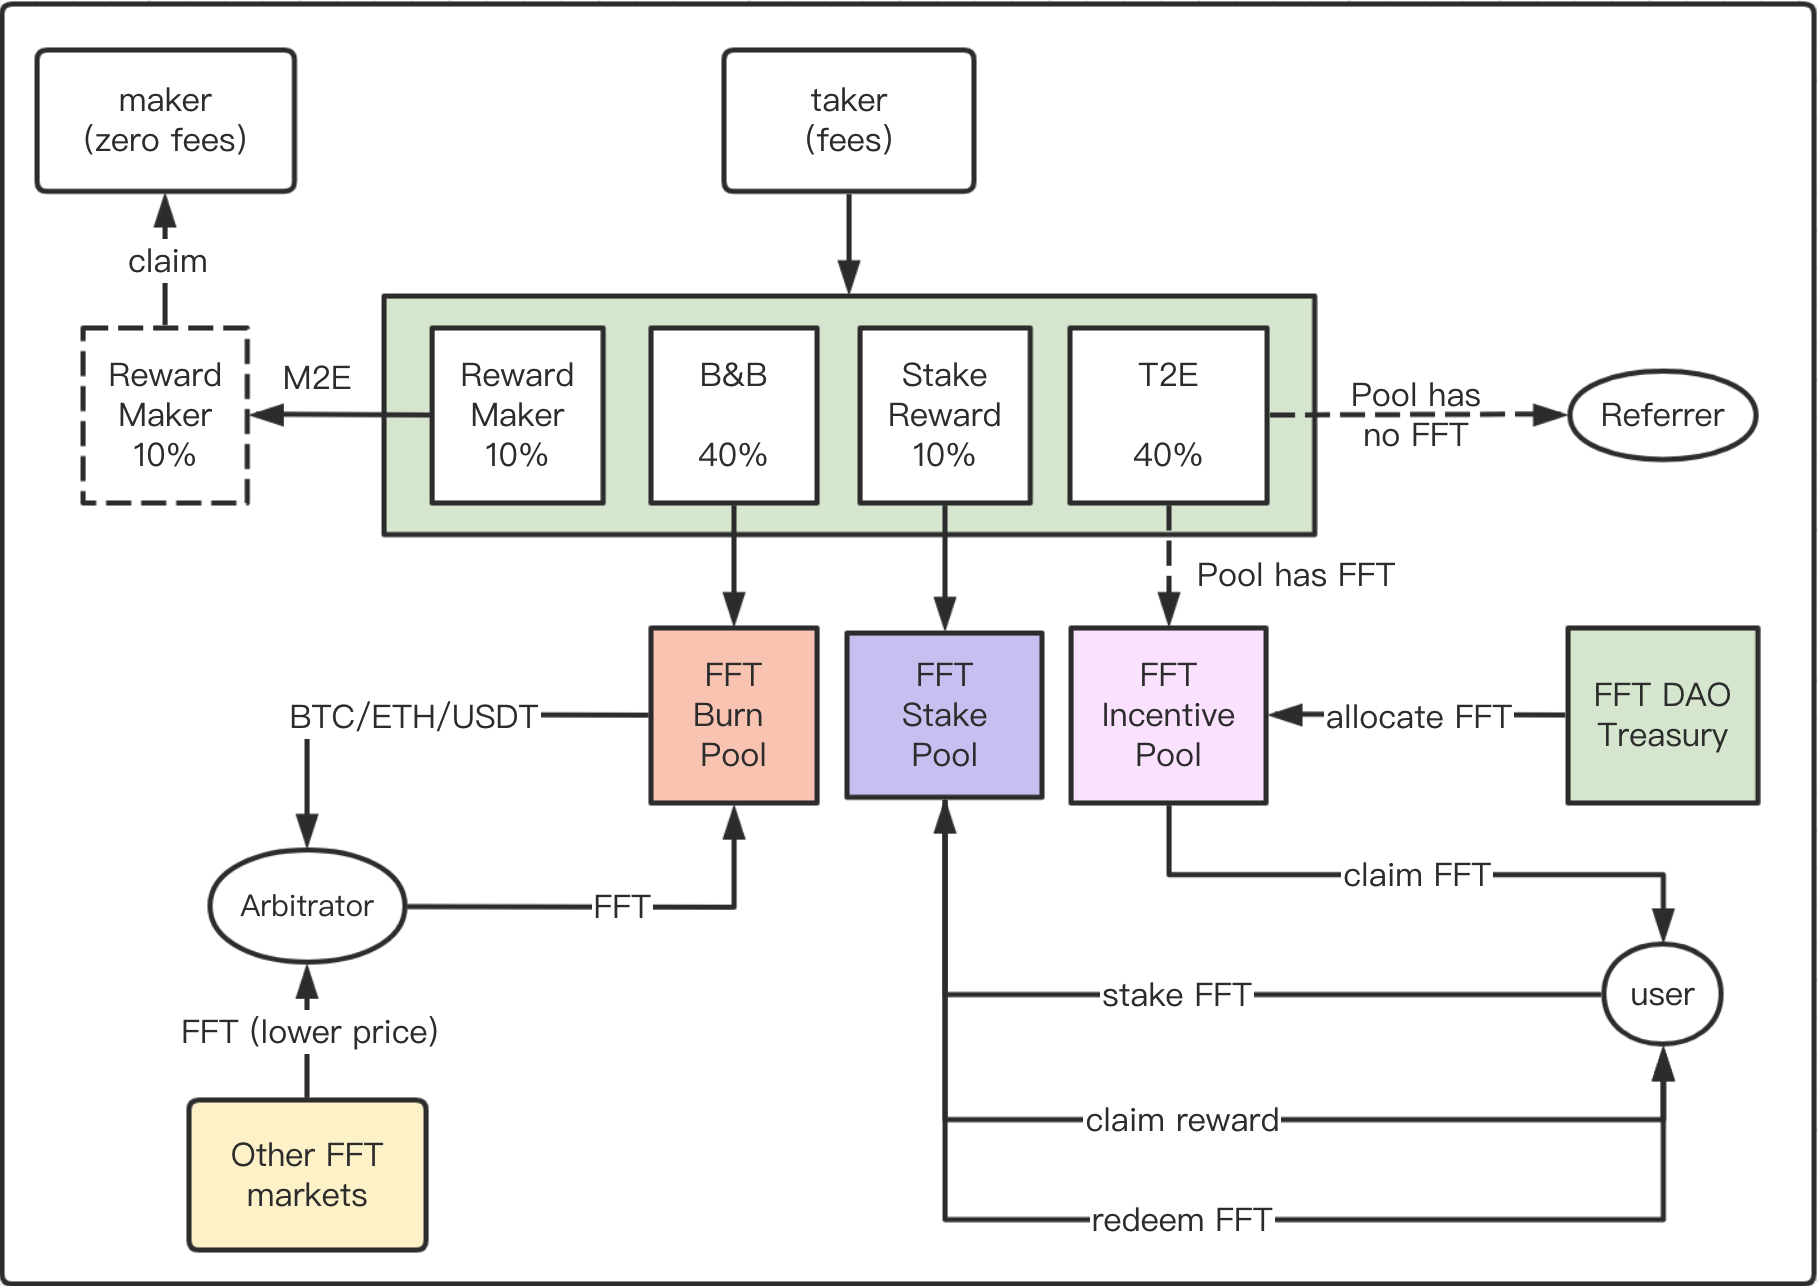 maker
(zero fees)
taker
(fees)
claim
Reward
Maker
10%
M2E
Reward
Maker
10%
B&B
40%
Stake
Reward
10%
T2E
40%
Pool has
no FFT
Referrer
Pool has FFT
BTC/ETH/USDT
FFT
Burn
Pool
FFT
Stake
Pool
FFT
Incentive
Pool
allocate FFT
FFT DAO
Treasury
claim FFT
Arbitrator
FFT
stake FFT
user
FFT (lower price)
claim reward
Other FFT
markets
redeem FFT